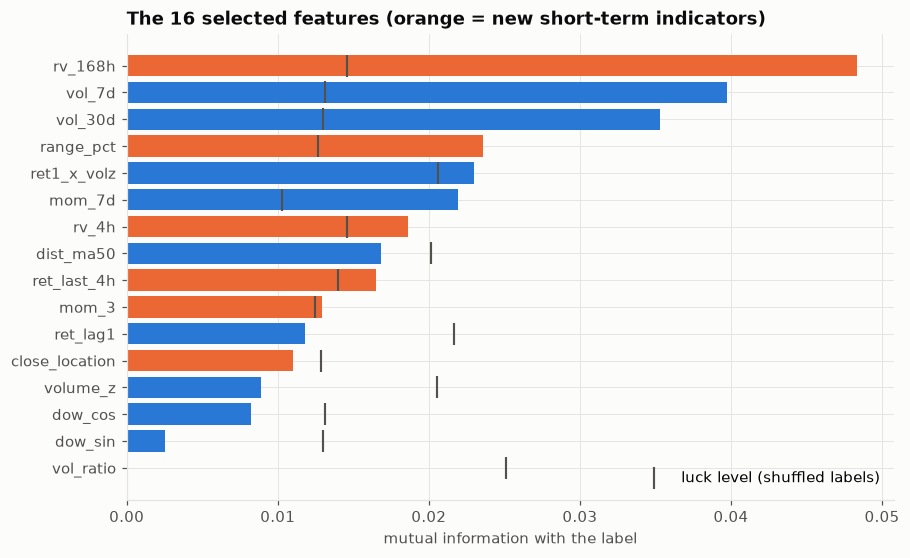 The 16 selected features (orange = new short-term indicators)
rv_168h
vol_7d
vol_30d
range_pct
ret1_x_volz
mom_7d
rv_4h
dist_ma50
ret_last_4h
mom_3
ret_lag1
close_location
volume_z
dow_cos
dow_sin
vol_ratio
luck level (shuffled labels)
0.00 0.01 0.02 0.03 0.04 0.05
mutual information with the label